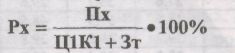 Рх = Пх / Ц1К1 + Зт • 100%